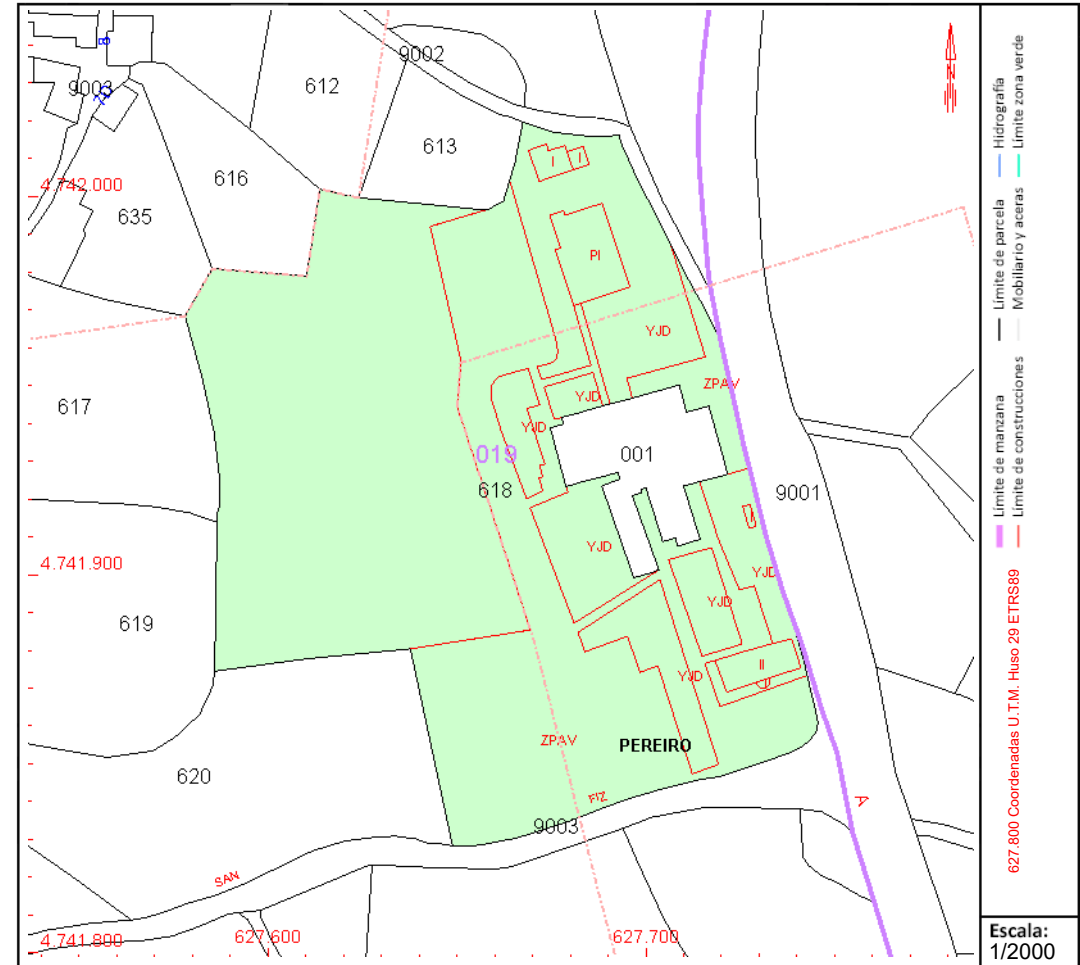 9002
B
9003
612
613
616
4.742.000
635
I
I
PI
YJD
617
ZPAV
YJD
YJD
019
001
618
9001
YJD
4.741.900
YJD
YJD
619
II
YJD
ZPAV
PEREIRO
620
FIZ
A
9003
SAN
4.741.800
627.600
627.700
N
Hidrografía
Límite zona verde
Límite de parcela
Mobiliario y aceras
Límite de manzana
Límite de construcciones
627.800 Coordenadas U.T.M. Huso 29 ETRS89
Escala:
1/2000